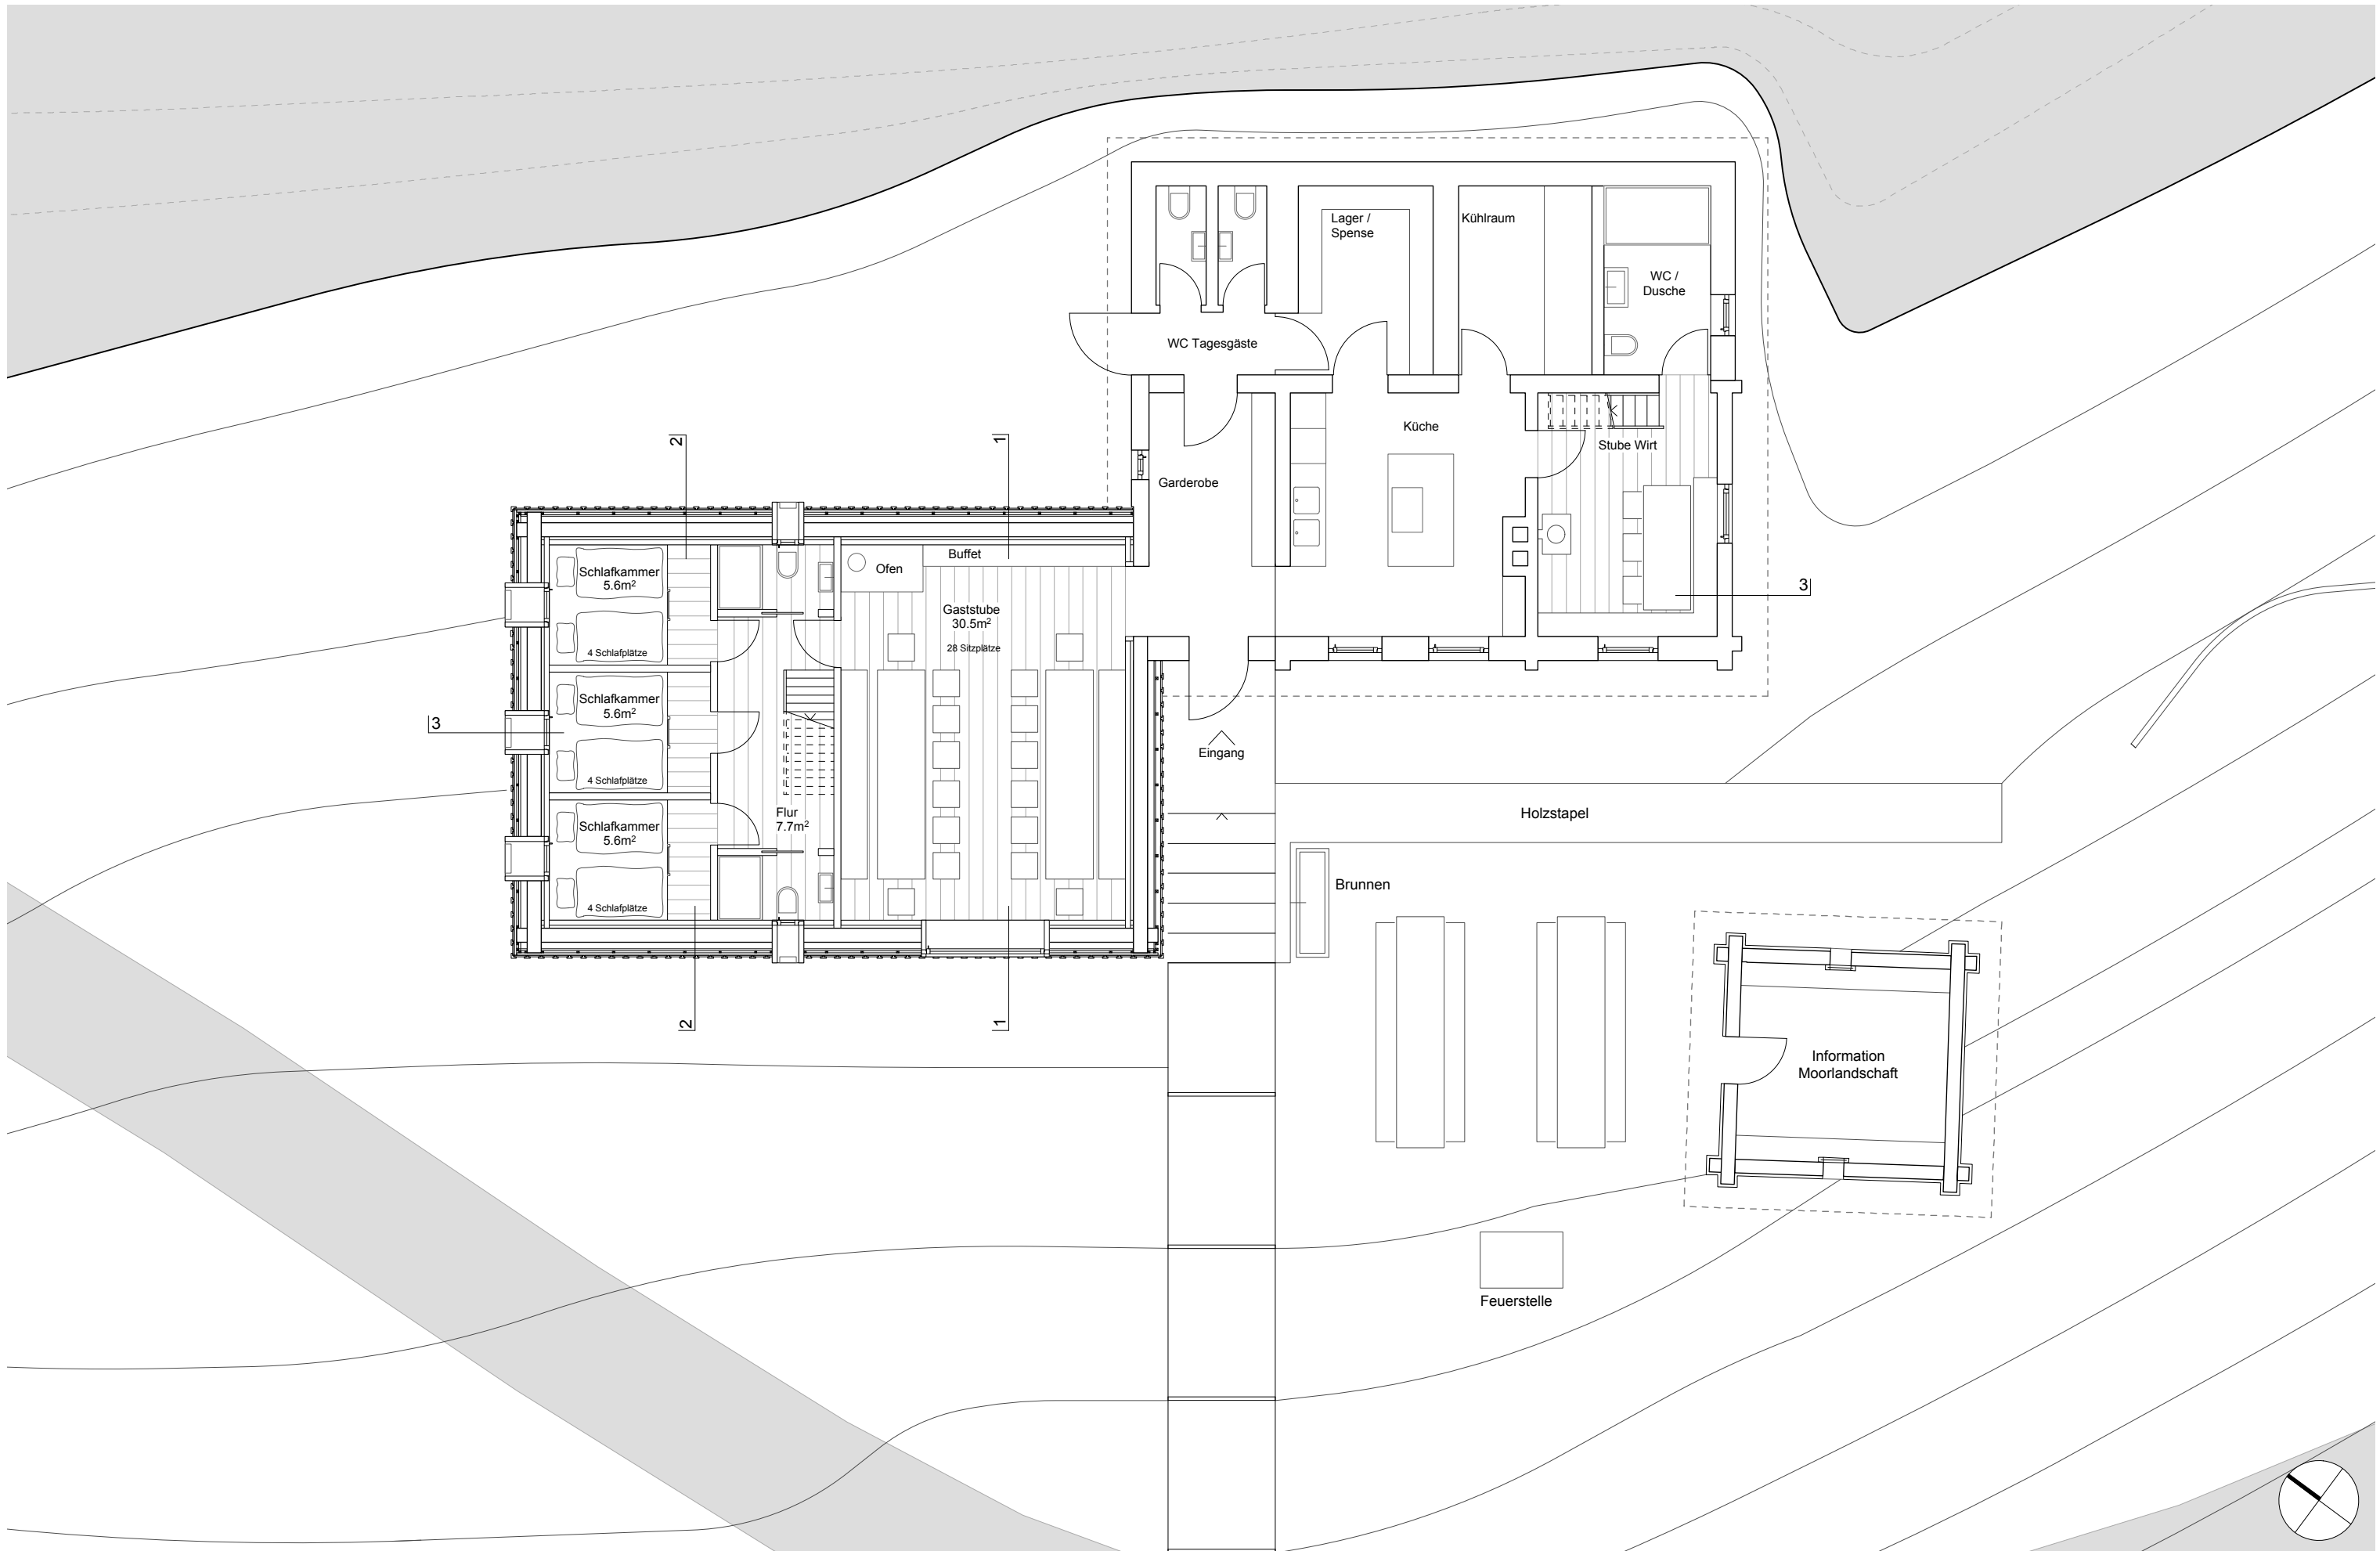 Lager /
Spense
Kühlraum
WC /
Dusche
WC Tagesgäste
Küche
Stube Wirt
Garderobe
2
1
Buffet
Ofen
Schlafkammer
5.6m²
4 Schlafplätze
Gaststube
30.5m²
28 Sitzplätze
3
Schlafkammer
5.6m²
4 Schlafplätze
3
Eingang
Flur
7.7m²
Schlafkammer
5.6m²
4 Schlafplätze
Holzstapel
Brunnen
2
1
Information
Moorlandschaft
Feuerstelle